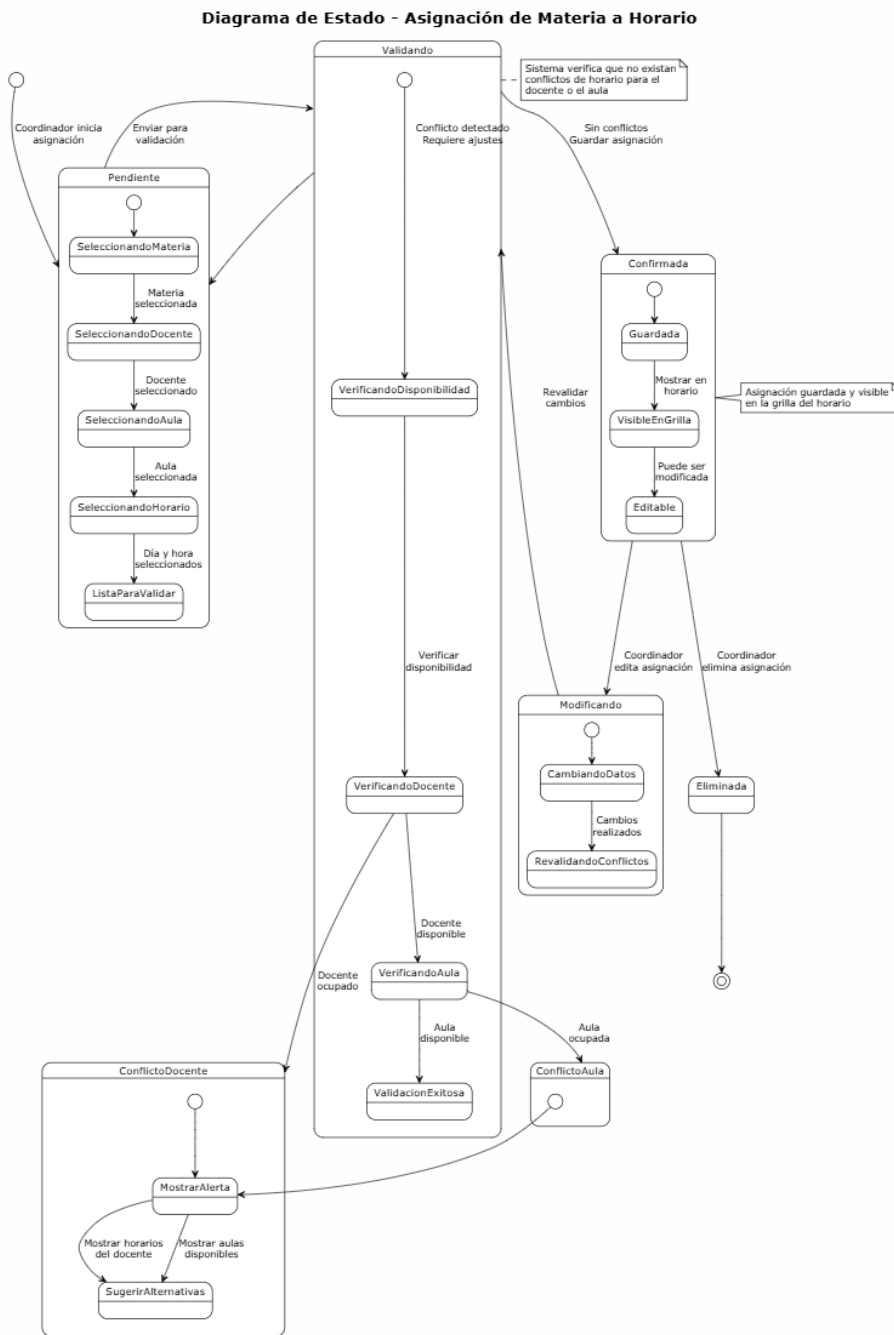 Diagrama de Estado - Asignación de Materia a Horario
Validando
Sistema verifica que no existan
conflictos de horario para el
docente o el aula
Coordinador inicia
asignación
Enviar para
validación
Conflicto detectado
Requiere ajustes
Sin conflictos
Guardar asignación
Pendiente
SeleccionandoMateria
Materia
seleccionada
SeleccionandoDocente
Docente
seleccionado
SeleccionandoAula
Aula
seleccionada
SeleccionandoHorario
Día y hora
seleccionados
ListaParaValidar
Confirmada
Guardada
Mostrar en
horario
VisibleEnGrilla
Puede ser
modificada
Editable
Asignación guardada y visible
en la grilla del horario
VerificandoDisponibilidad
Revalidar
cambios
Verificar
disponibilidad
Coordinador
edita asignación
Coordinador
elimina asignación
Modificando
CambiandoDatos
Cambios
realizados
RevalidandoConflictos
Eliminada
VerificandoDocente
Docente
disponible
Docente
ocupado
VerificandoAula
Aula
disponible
Aula
ocupada
ValidacionExitosa
ConflictoDocente
ConflictoAula
MostrarAlerta
Mostrar horarios
del docente
Mostrar aulas
disponibles
SugerirAlternativas